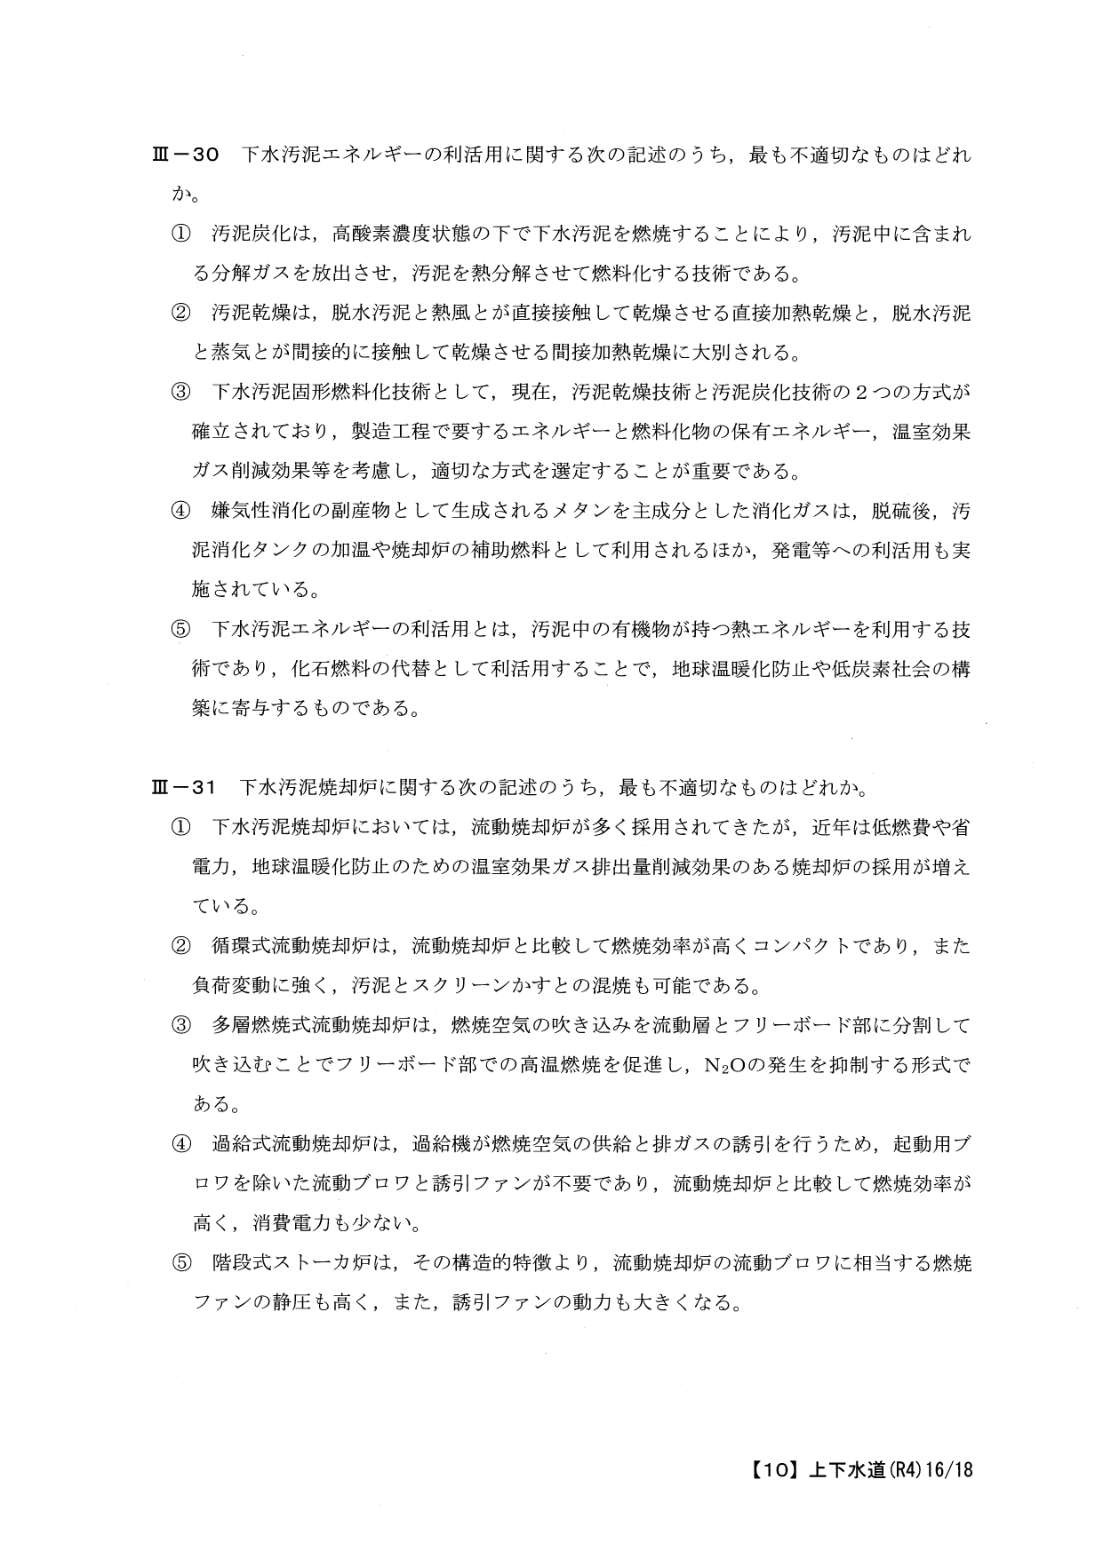 Ⅲ－30　下水汚泥エネルギーの利活用に関する次の記述のうち，最も不適切なものはどれ
か。
①　汚泥炭化は，高酸素濃度状態の下で下水汚泥を燃焼することにより，汚泥中に含まれ
る分解ガスを放出させ，汚泥を熱分解させて燃料化する技術である。
②　汚泥乾燥は，脱水汚泥と熱風とが直接接触して乾燥させる直接加熱乾燥と，脱水汚泥
と蒸気とが間接的に接触して乾燥させる間接加熱乾燥に大別される。
③　下水汚泥固形燃料化技術として，現在，汚泥乾燥技術と汚泥炭化技術の２つの方式が
確立されており，製造工程で要するエネルギーと燃料化物の保有エネルギー，温室効果
ガス削減効果等を考慮し，適切な方式を選定することが重要である。
④　嫌気性消化の副産物として生成されるメタンを主成分とした消化ガスは，脱硫後，汚
泥消化タンクの加温や焼却炉の補助燃料として利用されるほか，発電等への利活用も実
施されている。
⑤　下水汚泥エネルギーの利活用とは，汚泥中の有機物が持つ熱エネルギーを利用する技
術であり，化石燃料の代替として利活用することで，地球温暖化防止や低炭素社会の構
築に寄与するものである。
Ⅲ－31　下水汚泥焼却炉に関する次の記述のうち，最も不適切なものはどれか。
①　下水汚泥焼却炉においては，流動焼却炉が多く採用されてきたが，近年は低燃費や省
電力，地球温暖化防止のための温室効果ガス排出量削減効果のある焼却炉の採用が増え
ている。
②　循環式流動焼却炉は，流動焼却炉と比較して燃焼効率が高くコンパクトであり，また
負荷変動に強く，汚泥とスクリーンかすとの混焼も可能である。
③　多層燃焼式流動焼却炉は，燃焼空気の吹き込みを流動層とフリーボード部に分割して
吹き込むことでフリーボード部での高温燃焼を促進し，N₂Oの発生を抑制する形式で
ある。
④　過給式流動焼却炉は，過給機が燃焼空気の供給と排ガスの誘引を行うため，起動用ブ
ロワを除いた流動ブロワと誘引ファンが不要であり，流動焼却炉と比較して燃焼効率が
高く，消費電力も少ない。
⑤　階段式ストーカ炉は，その構造的特徴より，流動焼却炉の流動ブロワに相当する燃焼
ファンの静圧も高く，また，誘引ファンの動力も大きくなる。
【10】上下水道(R4)16/18